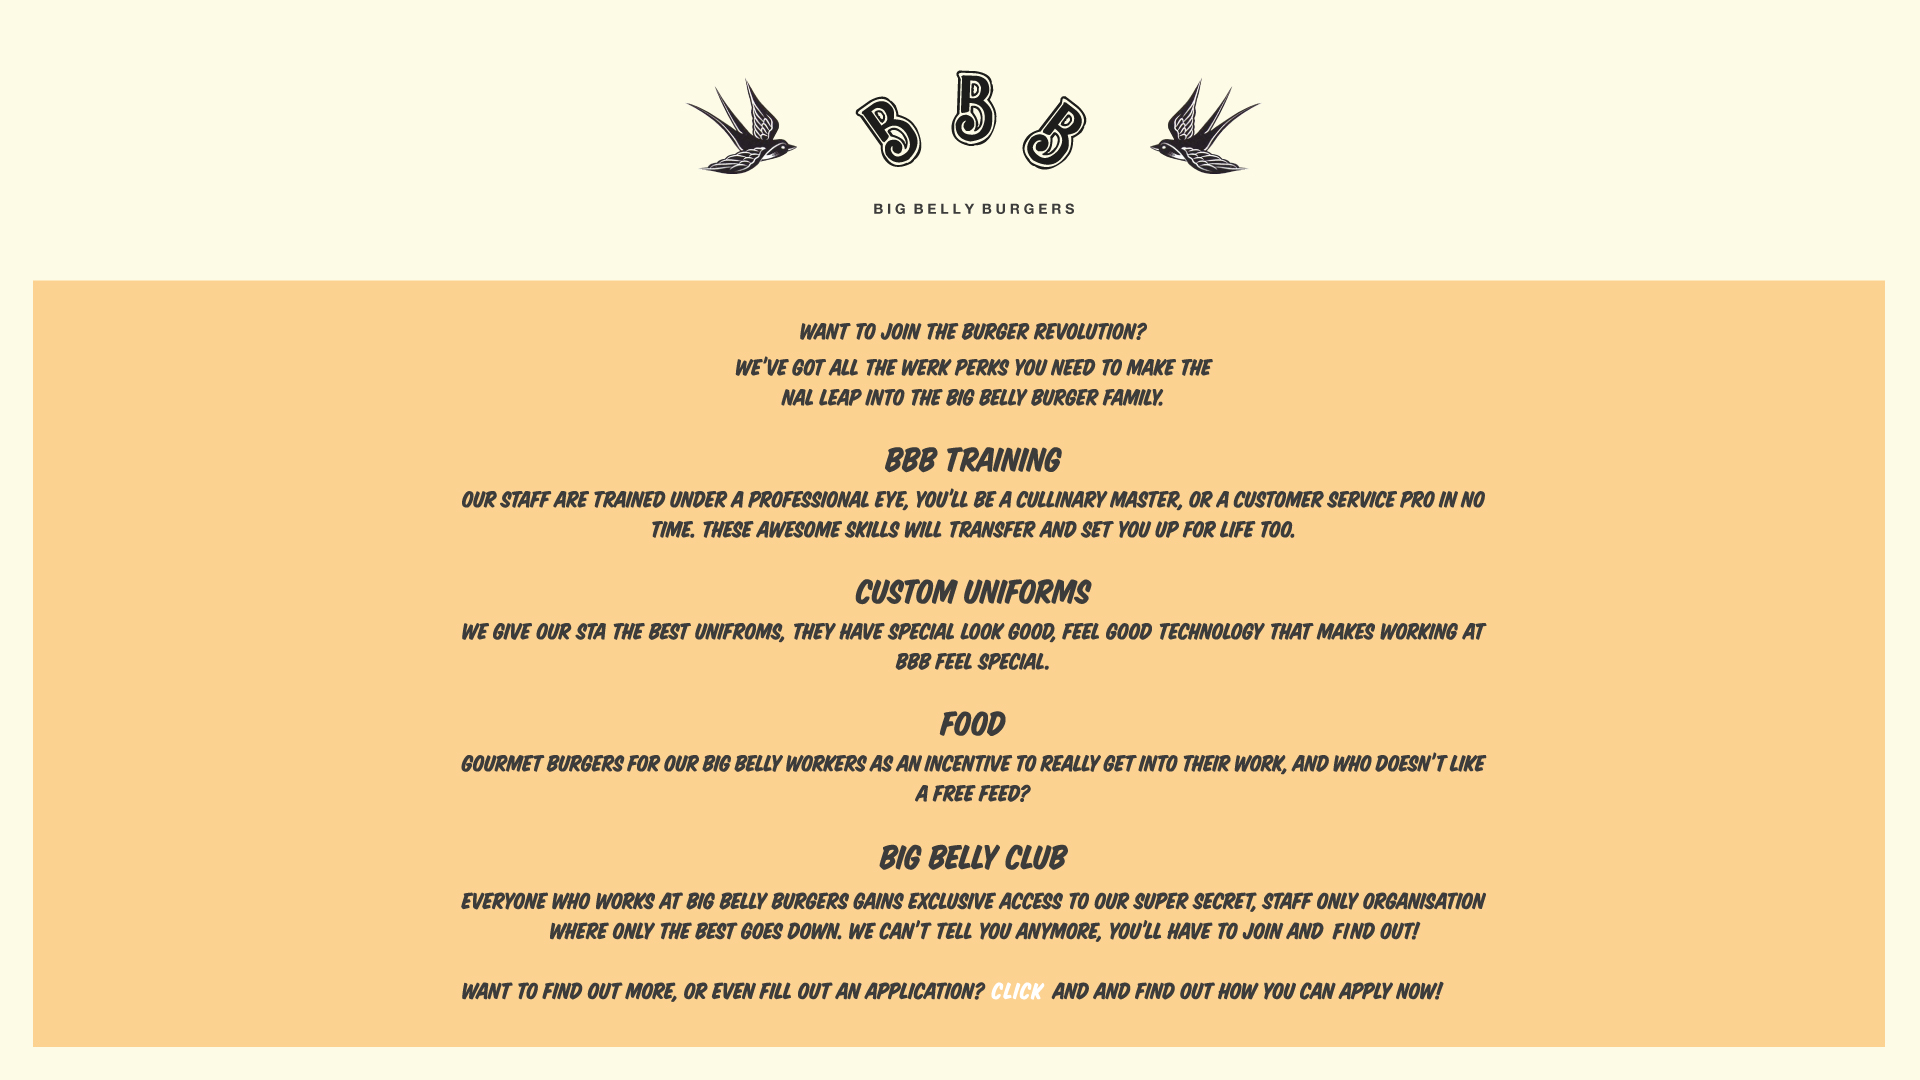 B B B
BIG BELLY BURGERS
WANT TO JOIN THE BURGER REVOLUTION?
WE'VE GOT ALL THE WERK PERKS YOU NEED TO MAKE THE
NAL LEAP INTO THE BIG BELLY BURGER FAMILY.
BBB TRAINING
OUR STAFF ARE TRAINED UNDER A PROFESSIONAL EYE, YOU'LL BE A CULLINARY MASTER, OR A CUSTOMER SERVICE PRO IN NO
TIME. THESE AWESOME SKILLS WILL TRANSFER AND SET YOU UP FOR LIFE TOO.
CUSTOM UNIFORMS
WE GIVE OUR STA THE BEST UNIFROMS, THEY HAVE SPECIAL LOOK GOOD, FEEL GOOD TECHNOLOGY THAT MAKES WORKING AT
BBB FEEL SPECIAL.
FOOD
GOURMET BURGERS FOR OUR BIG BELLY WORKERS AS AN INCENTIVE TO REALLY GET INTO THEIR WORK, AND WHO DOESN'T LIKE
A FREE FEED?
BIG BELLY CLUB
EVERYONE WHO WORKS AT BIG BELLY BURGERS GAINS EXCLUSIVE ACCESS TO OUR SUPER SECRET, STAFF ONLY ORGANISATION
WHERE ONLY THE BEST GOES DOWN. WE CAN'T TELL YOU ANYMORE, YOU'LL HAVE TO JOIN AND FIND OUT!
WANT TO FIND OUT MORE, OR EVEN FILL OUT AN APPLICATION? CLICK AND AND FIND OUT HOW YOU CAN APPLY NOW!